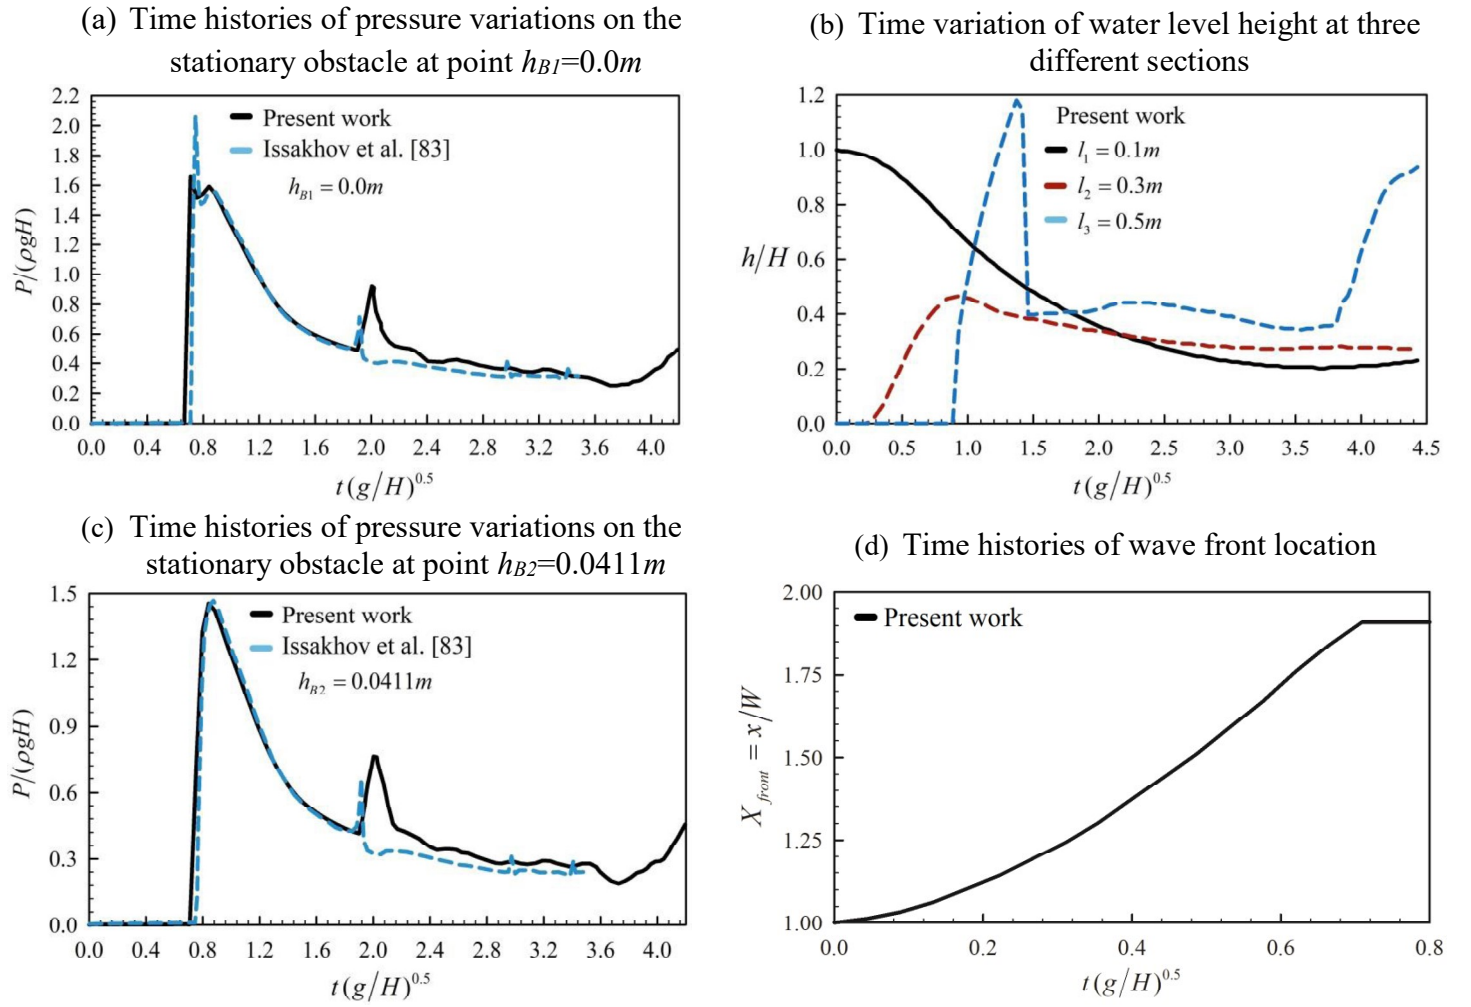 (a) Time histories of pressure variations on the
stationary obstacle at point hB1=0.0m
2.2
2.0
1.8
1.6
1.4
1.2
1.0
0.8
0.6
0.4
0.2
0.0
P/(ρgH)
Present work
Issakhov et al. [83]
hB1 = 0.0m
0.0 0.4 0.8 1.2 1.6 2.0 2.4 2.8 3.2 3.6 4.0
t(g/H)^0.5
(b) Time variation of water level height at three
different sections
1.2
1.0
0.8
0.6
0.4
0.2
0.0
h/H
Present work
l1 = 0.1m
l2 = 0.3m
l3 = 0.5m
0.0 0.5 1.0 1.5 2.0 2.5 3.0 3.5 4.0 4.5
t(g/H)^0.5
(c) Time histories of pressure variations on the
stationary obstacle at point hB2=0.0411m
1.5
1.2
0.9
0.6
0.3
0.0
P/(ρgH)
Present work
Issakhov et al. [83]
hB2 = 0.0411m
0.0 0.4 0.8 1.2 1.6 2.0 2.4 2.8 3.2 3.6 4.0
t(g/H)^0.5
(d) Time histories of wave front location
2.00
1.75
1.50
1.25
1.00
Xfront = x/W
Present work
0.0 0.2 0.4 0.6 0.8
t(g/H)^0.5